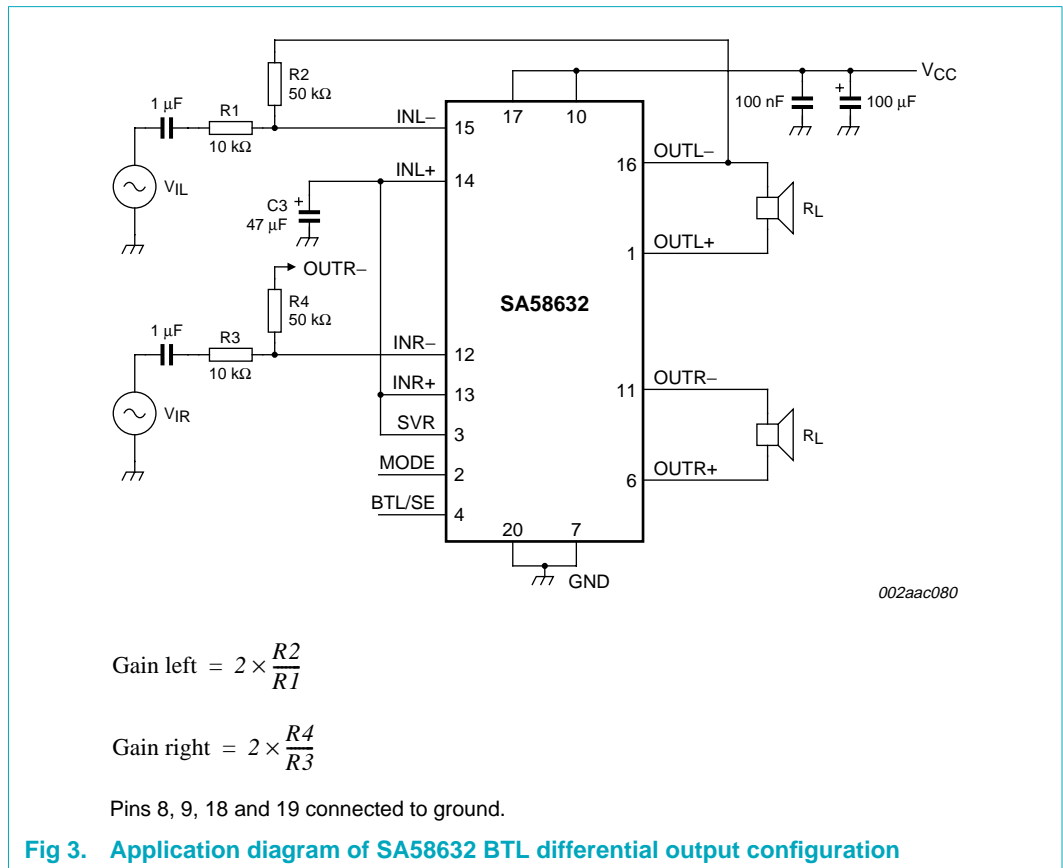 R2
50 kΩ
VCC
1 µF
R1
10 kΩ
INL−
15
17
10
100 nF
+
100 µF
VIL
INL+
14
16
OUTL−
RL
C3
+
47 µF
1
OUTL+
OUTR−
R4
50 kΩ
SA58632
1 µF
R3
10 kΩ
INR−
12
INR+
13
11
OUTR−
VIR
SVR
3
RL
MODE
2
6
OUTR+
BTL/SE
4
20
7
GND
002aac080
Gain left = 2 × R2/R1
Gain right = 2 × R4/R3
Pins 8, 9, 18 and 19 connected to ground.
Fig 3. Application diagram of SA58632 BTL differential output configuration